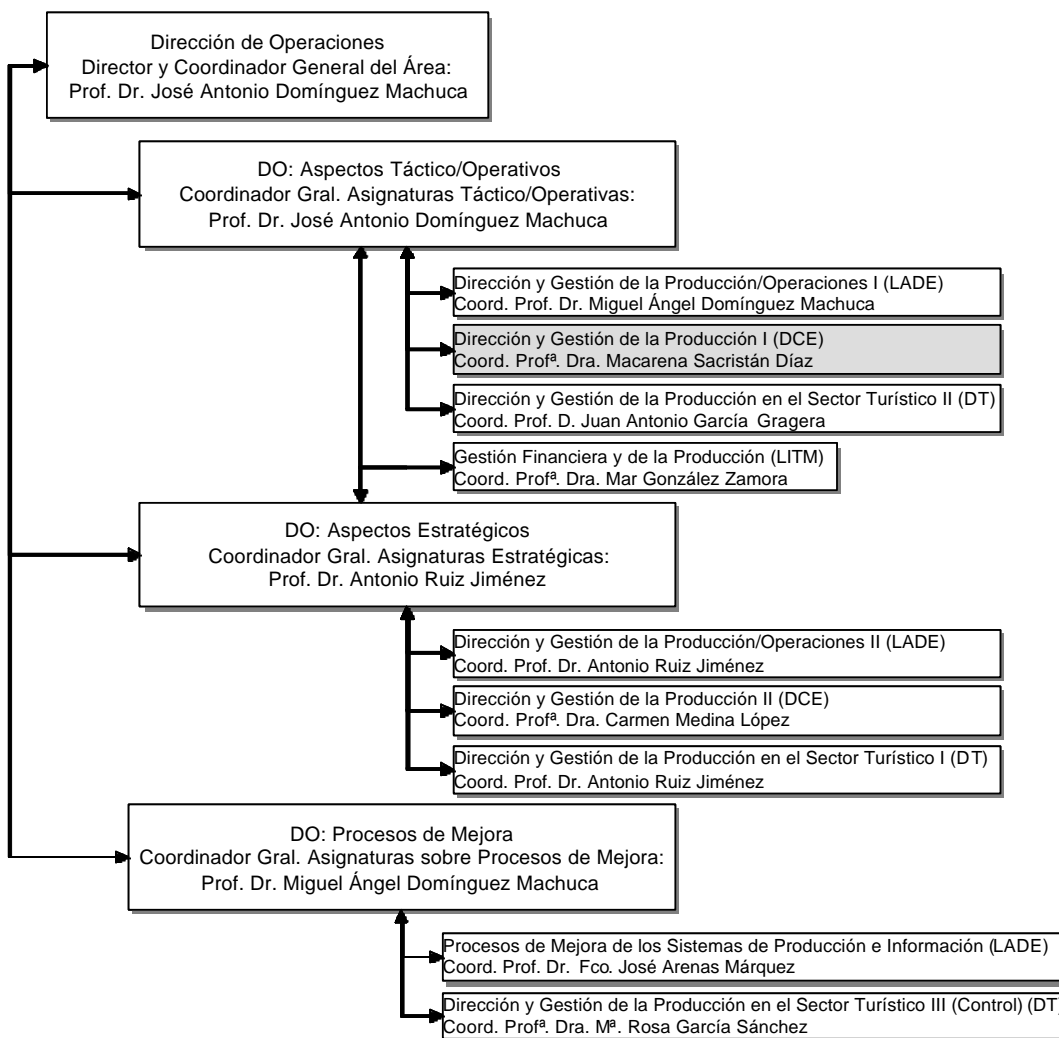 Dirección de Operaciones
Director y Coordinador General del Área:
Prof. Dr. José Antonio Domínguez Machuca
DO: Aspectos Táctico/Operativos
Coordinador Gral. Asignaturas Táctico/Operativas:
Prof. Dr. José Antonio Domínguez Machuca
Dirección y Gestión de la Producción/Operaciones I (LADE)
Coord. Prof. Dr. Miguel Ángel Domínguez Machuca
Dirección y Gestión de la Producción I (DCE)
Coord. Profª. Dra. Macarena Sacristán Díaz
Dirección y Gestión de la Producción en el Sector Turístico II (DT)
Coord. Prof. D. Juan Antonio García Gragera
Gestión Financiera y de la Producción (LITM)
Coord. Profª. Dra. Mar González Zamora
DO: Aspectos Estratégicos
Coordinador Gral. Asignaturas Estratégicas:
Prof. Dr. Antonio Ruiz Jiménez
Dirección y Gestión de la Producción/Operaciones II (LADE)
Coord. Prof. Dr. Antonio Ruiz Jiménez
Dirección y Gestión de la Producción II (DCE)
Coord. Profª. Dra. Carmen Medina López
Dirección y Gestión de la Producción en el Sector Turístico I (DT)
Coord. Prof. Dr. Antonio Ruiz Jiménez
DO: Procesos de Mejora
Coordinador Gral. Asignaturas sobre Procesos de Mejora:
Prof. Dr. Miguel Ángel Domínguez Machuca
Procesos de Mejora de los Sistemas de Producción e Información (LADE)
Coord. Prof. Dr. Fco. José Arenas Márquez
Dirección y Gestión de la Producción en el Sector Turístico III (Control) (DT)
Coord. Profª. Dra. Mª. Rosa García Sánchez